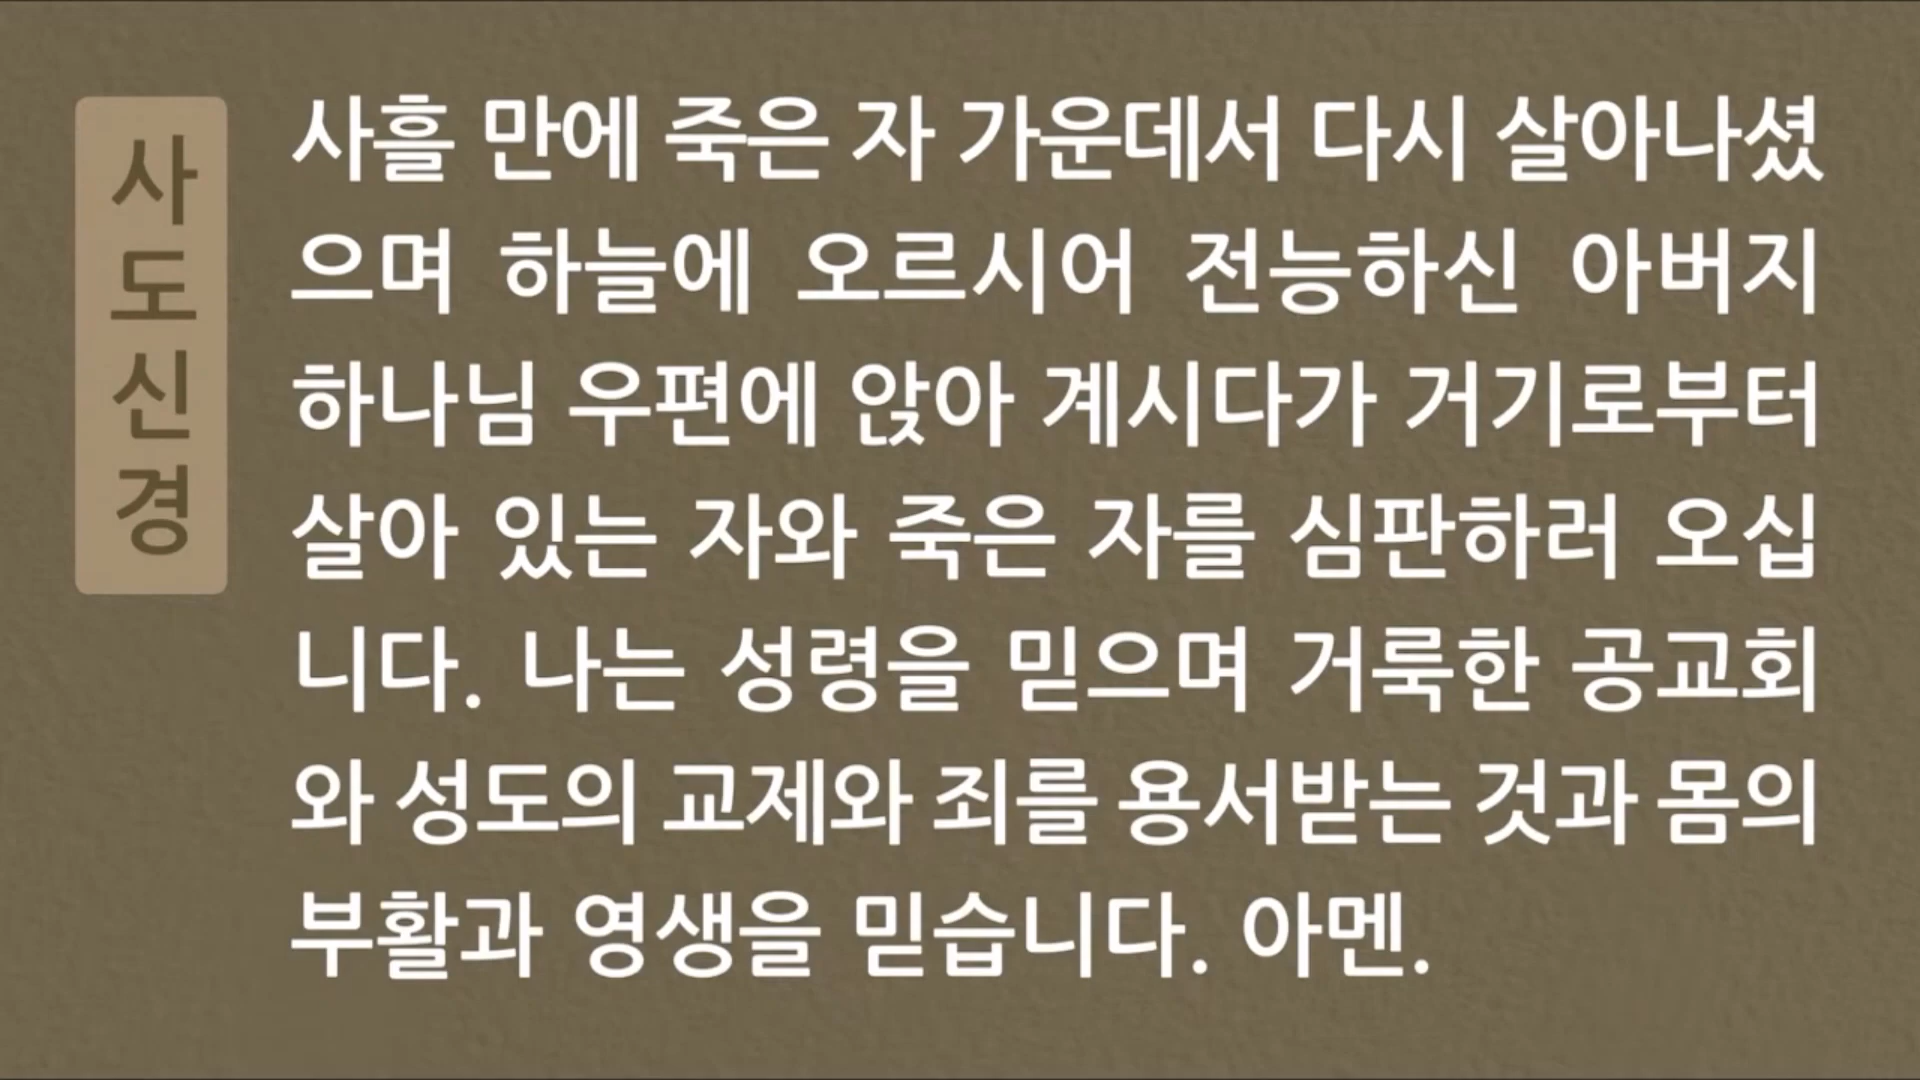 사도신경
사흘 만에 죽은 자 가운데서 다시 살아나셨
으며 하늘에 오르시어 전능하신 아버지
하나님 우편에 앉아 계시다가 거기로부터
살아 있는 자와 죽은 자를 심판하러 오십
니다. 나는 성령을 믿으며 거룩한 공교회
와 성도의 교제와 죄를 용서받는 것과 몸의
부활과 영생을 믿습니다. 아멘.